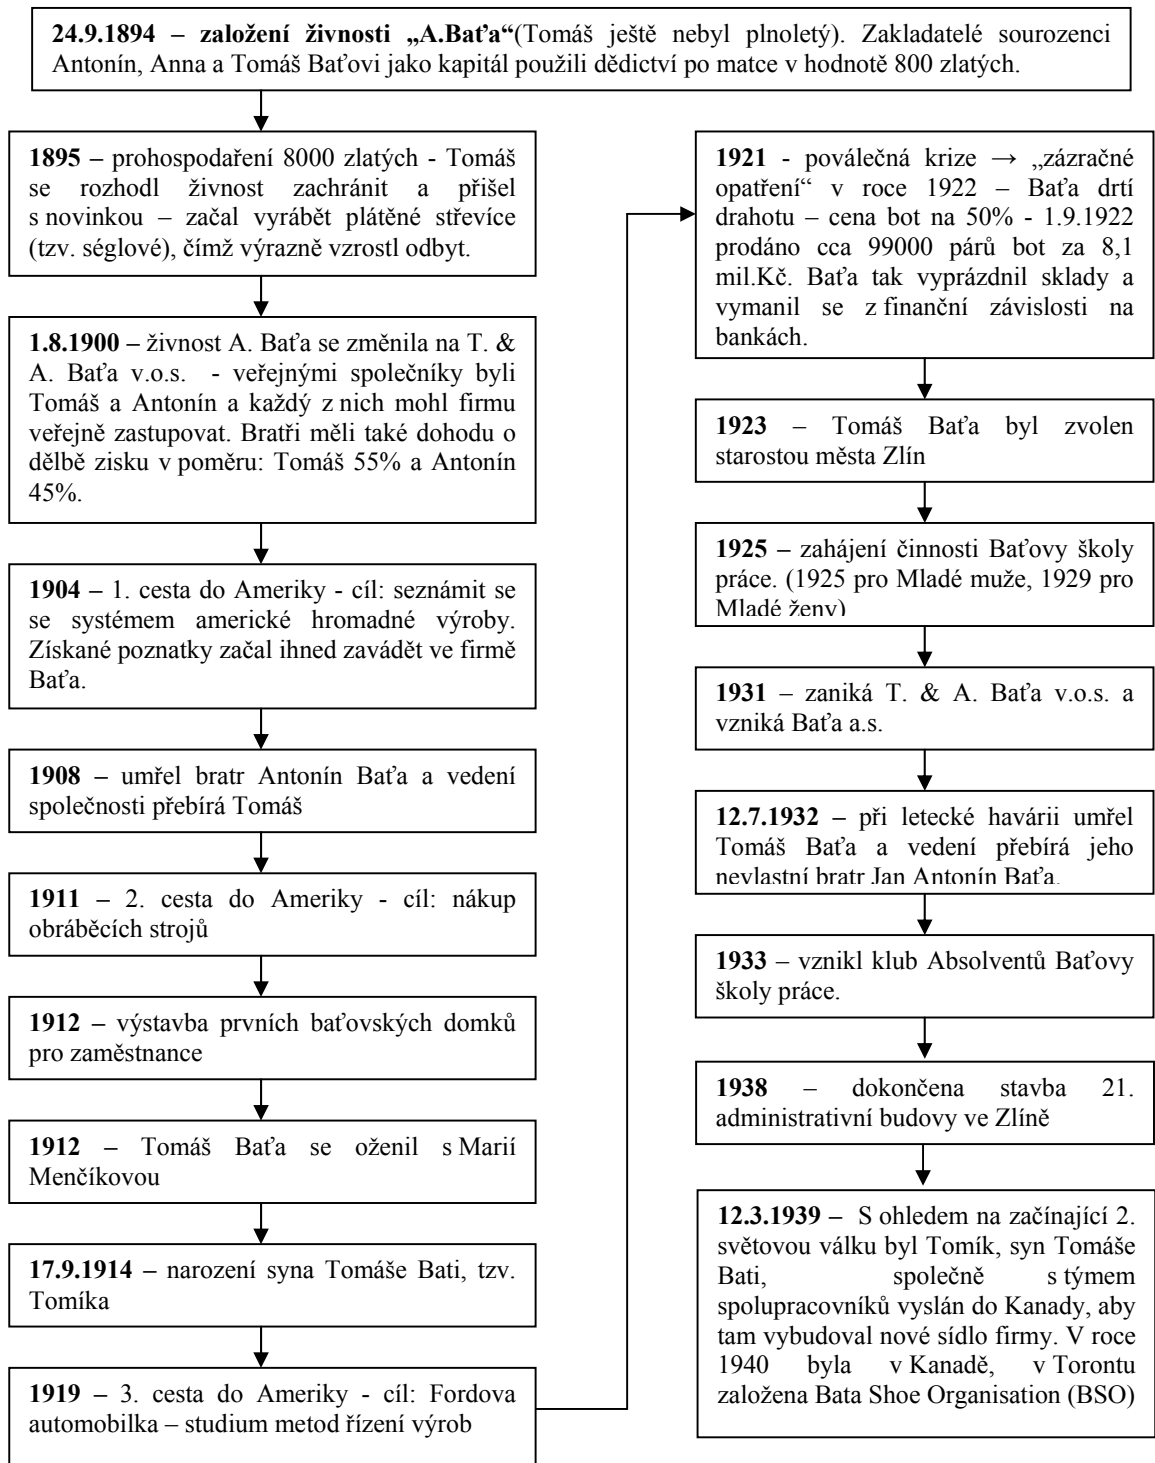 24.9.1894 – založení živnosti „A.Baťa“(Tomáš ještě nebyl plnoletý). Zakladatelé sourozenci
Antonín, Anna a Tomáš Baťovi jako kapitál použili dědictví po matce v hodnotě 800 zlatých.
1895 – prohospodaření 8000 zlatých - Tomáš
se rozhodl živnost zachránit a přišel
s novinkou – začal vyrábět plátěné střevíce
(tzv. séglové), čímž výrazně vzrostl odbyt.
1.8.1900 – živnost A. Baťa se změnila na T. &
A. Baťa v.o.s. - veřejnými společníky byli
Tomáš a Antonín a každý z nich mohl firmu
veřejně zastupovat. Bratři měli také dohodu o
dělbě zisku v poměru: Tomáš 55% a Antonín
45%.
1904 – 1. cesta do Ameriky - cíl: seznámit se
se systémem americké hromadné výroby.
Získané poznatky začal ihned zavádět ve firmě
Baťa.
1908 – umřel bratr Antonín Baťa a vedení
společnosti přebírá Tomáš
1911 – 2. cesta do Ameriky - cíl: nákup
obráběcích strojů
1912 – výstavba prvních baťovských domků
pro zaměstnance
1912 – Tomáš Baťa se oženil s Marií
Menčíkovou
17.9.1914 – narození syna Tomáše Bati, tzv.
Tomíka
1919 – 3. cesta do Ameriky - cíl: Fordova
automobilka – studium metod řízení výrob
1921 - poválečná krize → „zázračné
opatření“ v roce 1922 – Baťa drtí
drahotu – cena bot na 50% - 1.9.1922
prodáno cca 99000 párů bot za 8,1
mil.Kč. Baťa tak vyprázdnil sklady a
vymanil se z finanční závislosti na
bankách.
1923 – Tomáš Baťa byl zvolen
starostou města Zlín
1925 – zahájení činnosti Baťovy školy
práce. (1925 pro Mladé muže, 1929 pro
Mladé ženy)
1931 – zaniká T. & A. Baťa v.o.s. a
vzniká Baťa a.s.
12.7.1932 – při letecké havárii umřel
Tomáš Baťa a vedení přebírá jeho
nevlastní bratr Jan Antonín Baťa.
1933 – vznikl klub Absolventů Baťovy
školy práce.
1938 – dokončena stavba 21.
administrativní budovy ve Zlíně
12.3.1939 – S ohledem na začínající 2.
světovou válku byl Tomík, syn Tomáše
Bati, společně s týmem
spolupracovníků vyslán do Kanady, aby
tam vybudoval nové sídlo firmy. V roce
1940 byla v Kanadě, v Torontu
založena Bata Shoe Organisation (BSO)